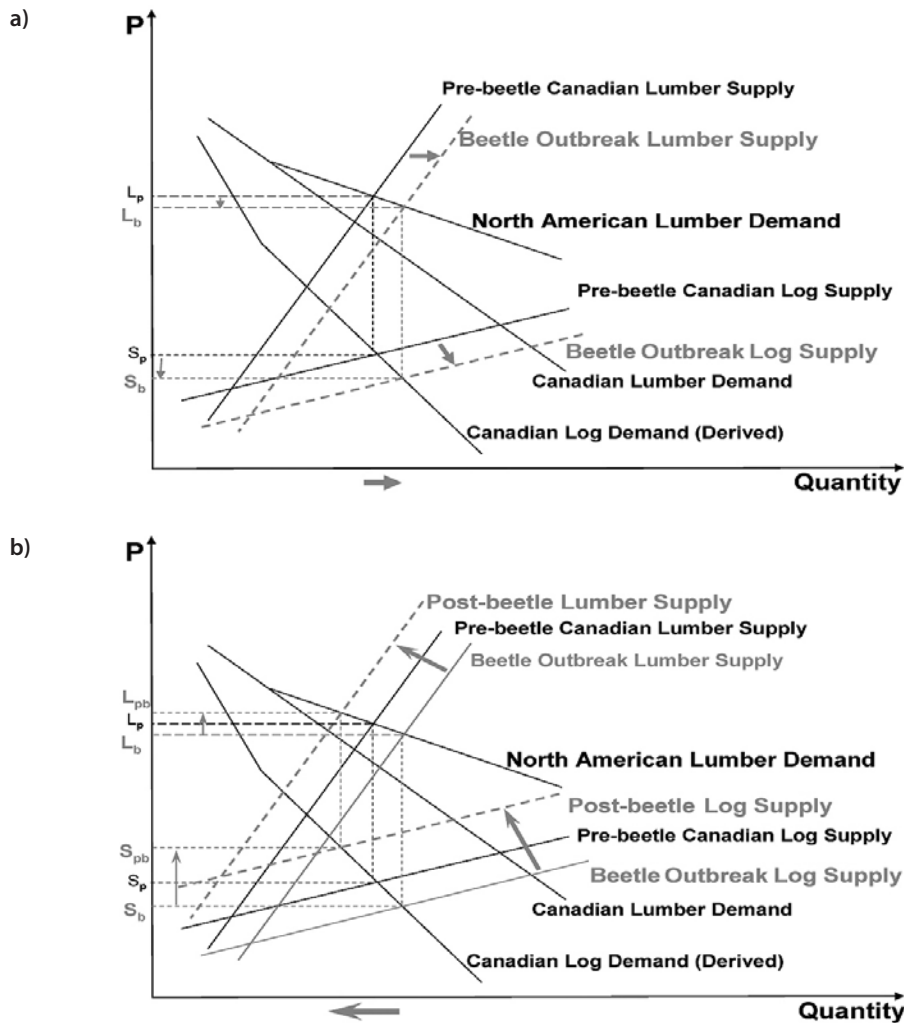 a)
P
Pre-beetle Canadian Lumber Supply
Beetle Outbreak Lumber Supply
Lp
Lb
North American Lumber Demand
Pre-beetle Canadian Log Supply
Sp
Beetle Outbreak Log Supply
Sb
Canadian Lumber Demand
Canadian Log Demand (Derived)
Quantity
b)
P
Post-beetle Lumber Supply
Pre-beetle Canadian Lumber Supply
Beetle Outbreak Lumber Supply
Lpb
Lp
Lb
North American Lumber Demand
Post-beetle Log Supply
Pre-beetle Canadian Log Supply
Spb
Sp
Beetle Outbreak Log Supply
Sb
Canadian Lumber Demand
Canadian Log Demand (Derived)
Quantity